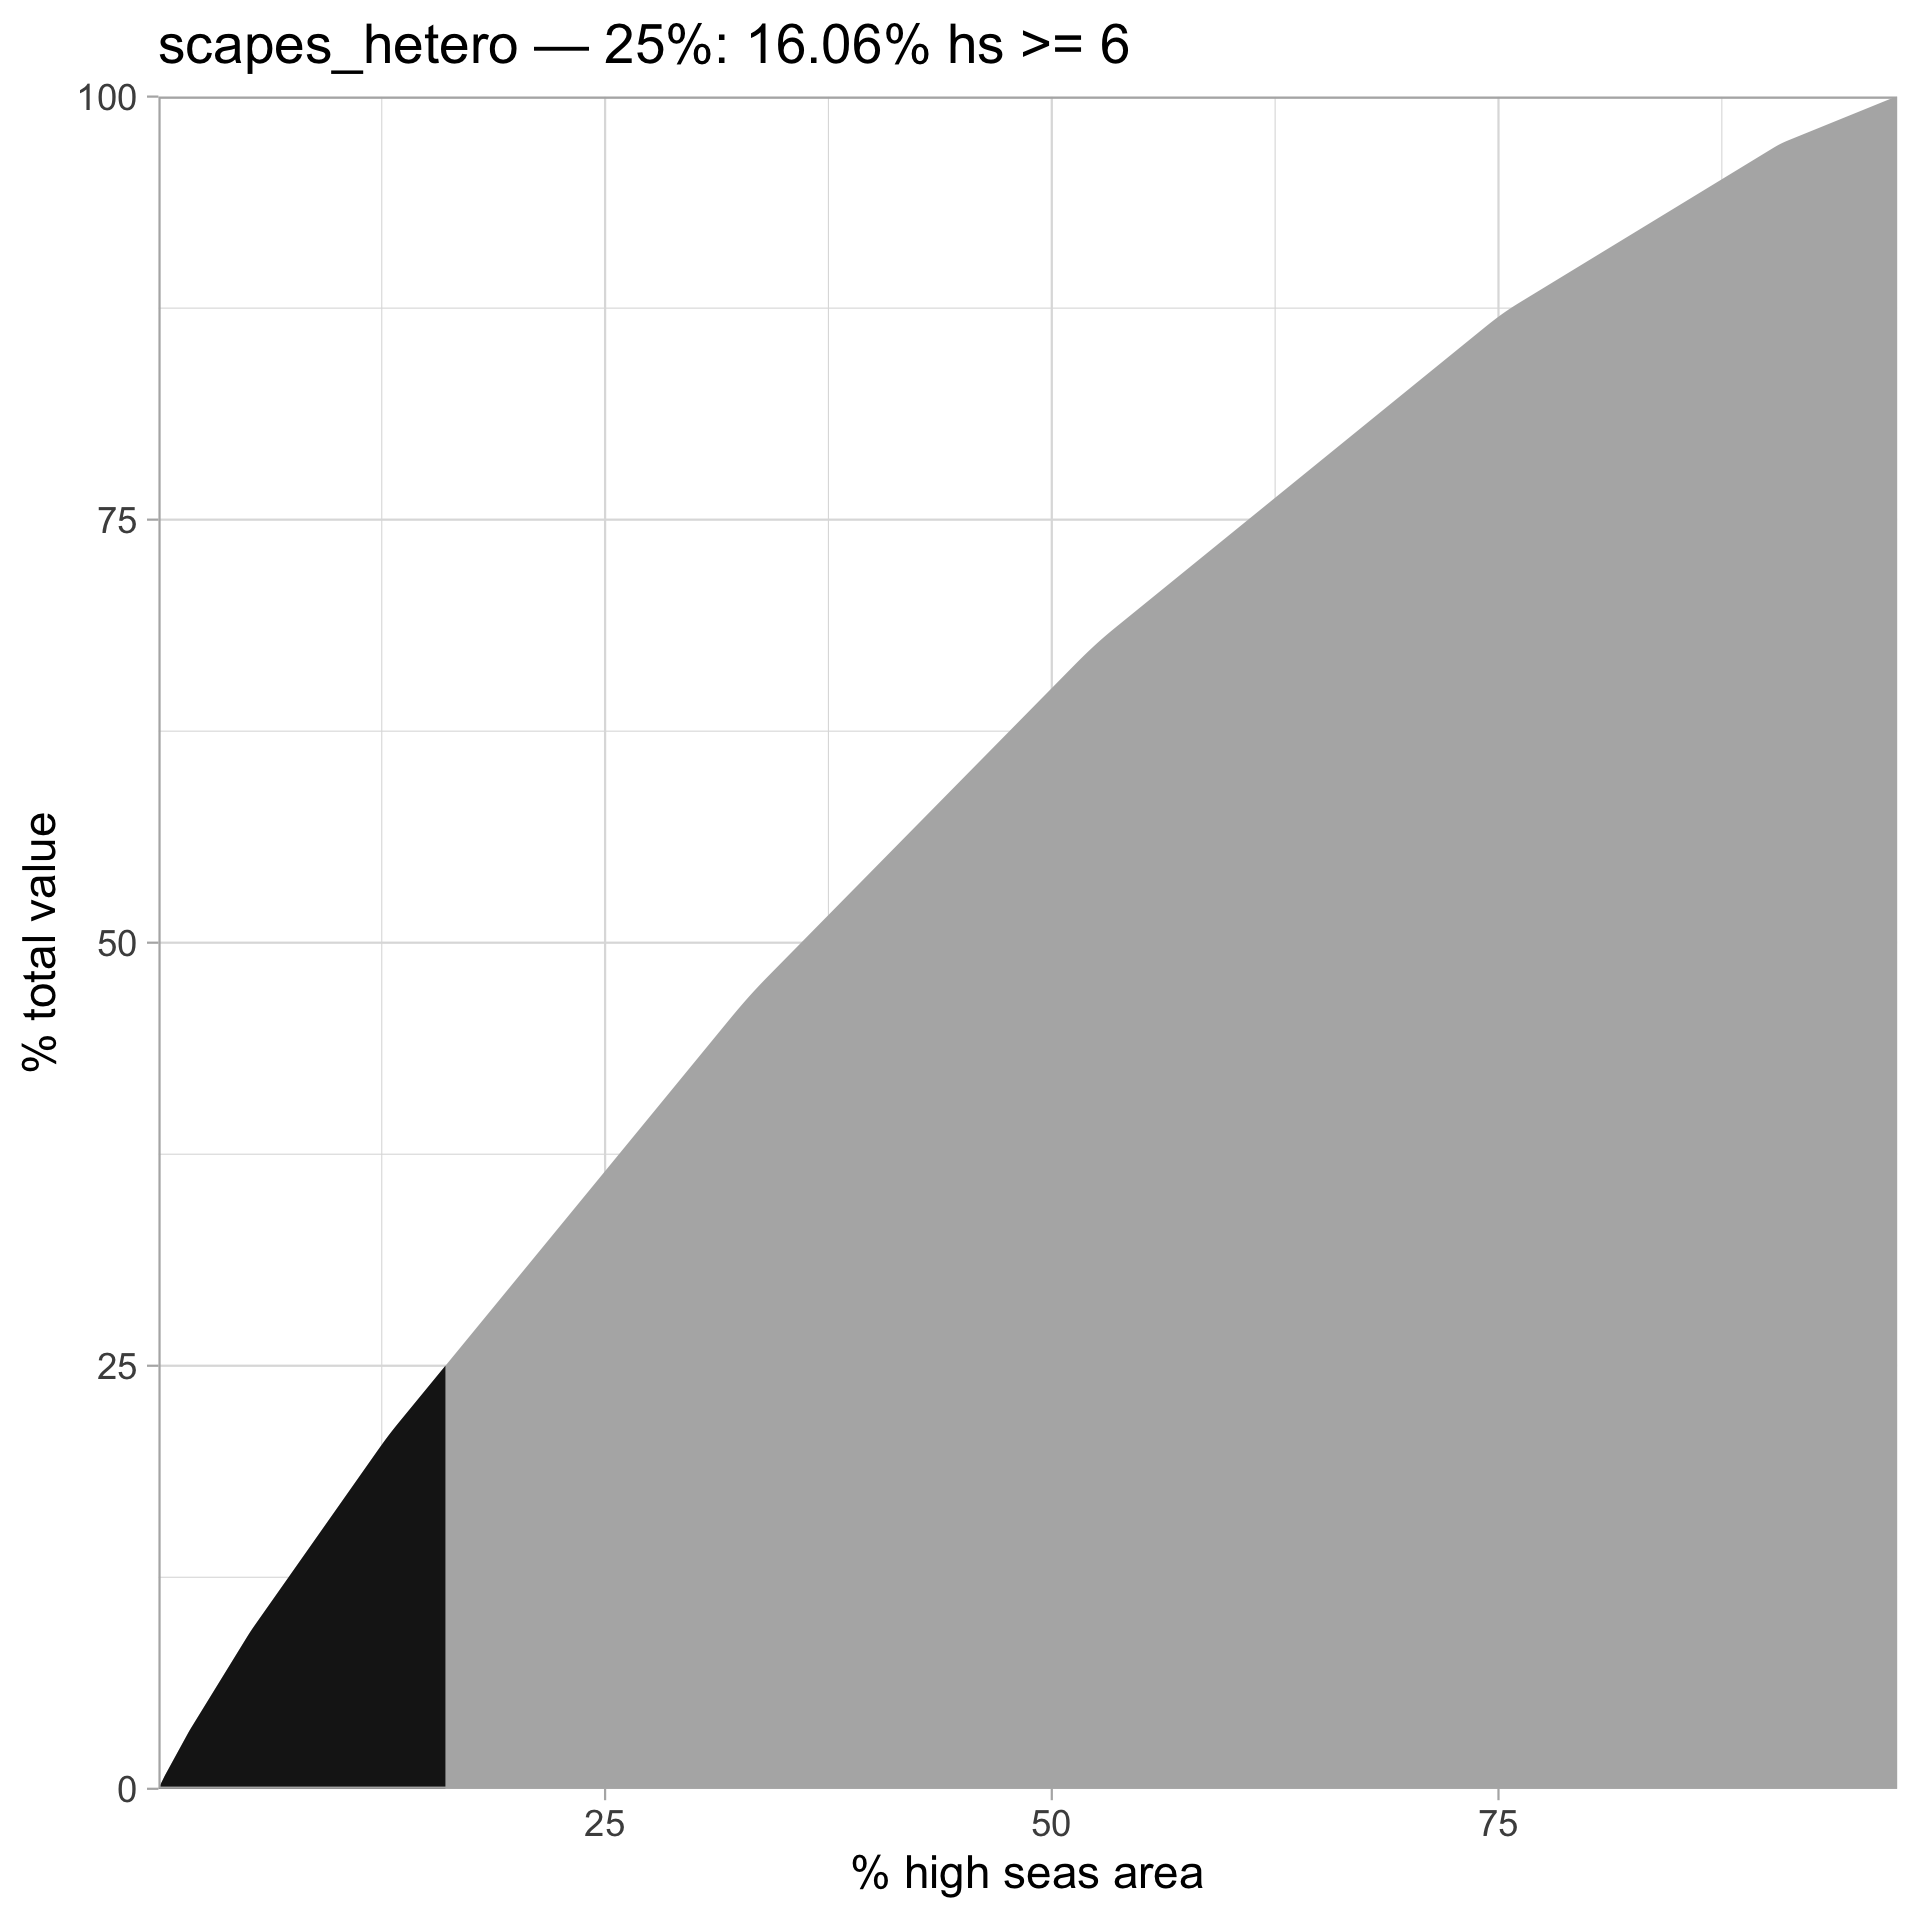 scapes_hetero — 25%: 16.06% hs >= 6
100
75
50
25
0
% total value
25
50
75
% high seas area